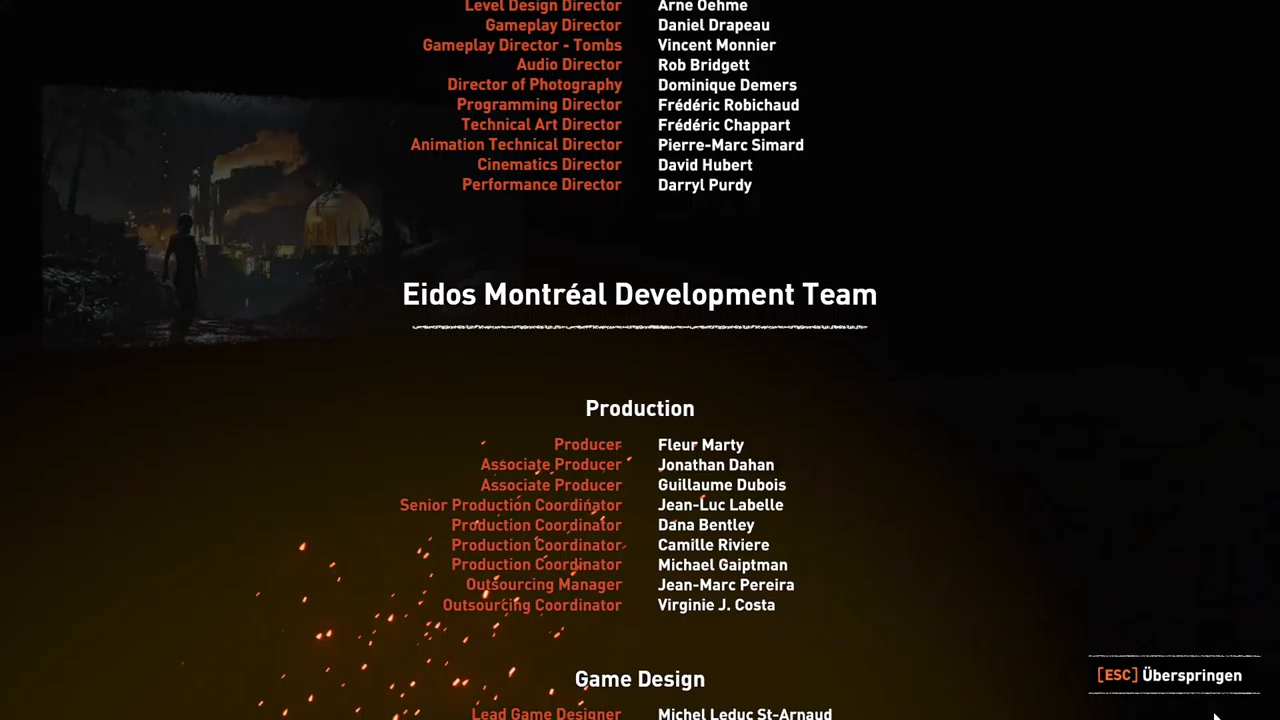 Level Design Director Arne Oehme
Gameplay Director Daniel Drapeau
Gameplay Director - Tombs Vincent Monnier
Audio Director Rob Bridgett
Director of Photography Dominique Demers
Programming Director Frédéric Robichaud
Technical Art Director Frédéric Chappart
Animation Technical Director Pierre-Marc Simard
Cinematics Director David Hubert
Performance Director Darryl Purdy
Eidos Montréal Development Team
Production
Producer Fleur Marty
Associate Producer Jonathan Dahan
Associate Producer Guillaume Dubois
Senior Production Coordinator Jean-Luc Labelle
Production Coordinator Dana Bentley
Production Coordinator Camille Riviere
Production Coordinator Michael Gaiptman
Outsourcing Manager Jean-Marc Pereira
Outsourcing Coordinator Virginie J. Costa
[ESC] Überspringen
Game Design
Lead Game Designer Michel Leduc St-Arnaud